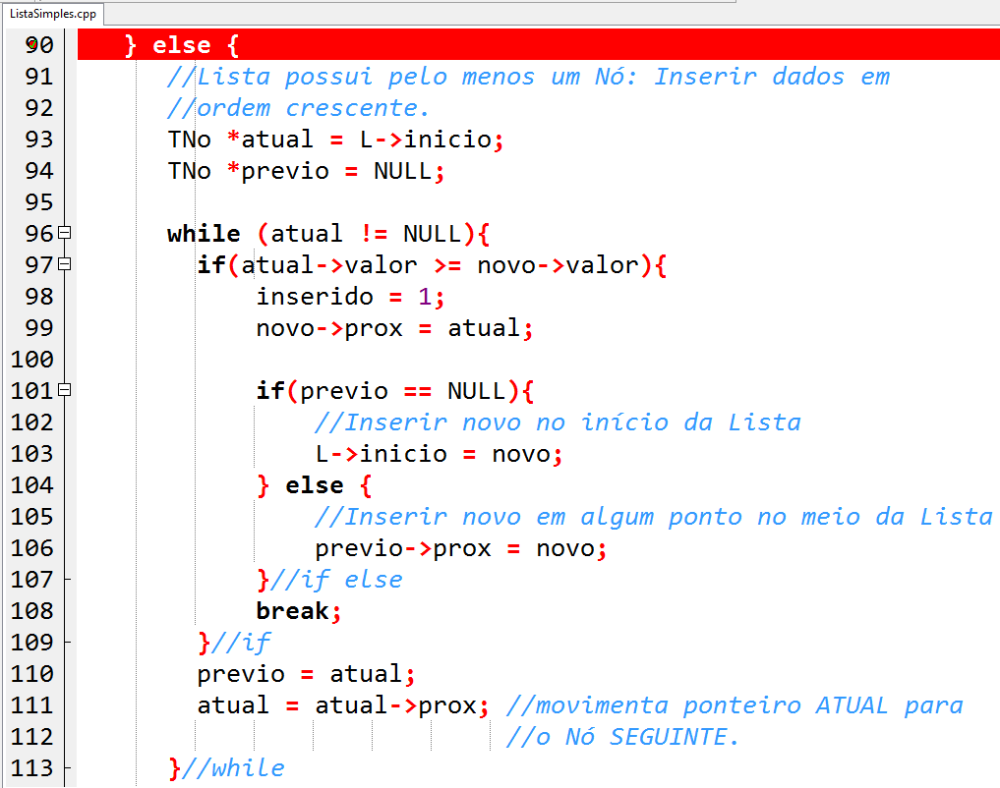 ListaSimples.cpp
90 } else {
91 //Lista possui pelo menos um Nó: Inserir dados em
92 //ordem crescente.
93 TNo *atual = L->inicio;
94 TNo *previo = NULL;
95
96 while (atual != NULL){
97 if(atual->valor >= novo->valor){
98 inserido = 1;
99 novo->prox = atual;
100
101 if(previo == NULL){
102 //Inserir novo no início da Lista
103 L->inicio = novo;
104 } else {
105 //Inserir novo em algum ponto no meio da Lista
106 previo->prox = novo;
107 }//if else
108 break;
109 }//if
110 previo = atual;
111 atual = atual->prox; //movimenta ponteiro ATUAL para
112 //o Nó SEGUINTE.
113 }//while